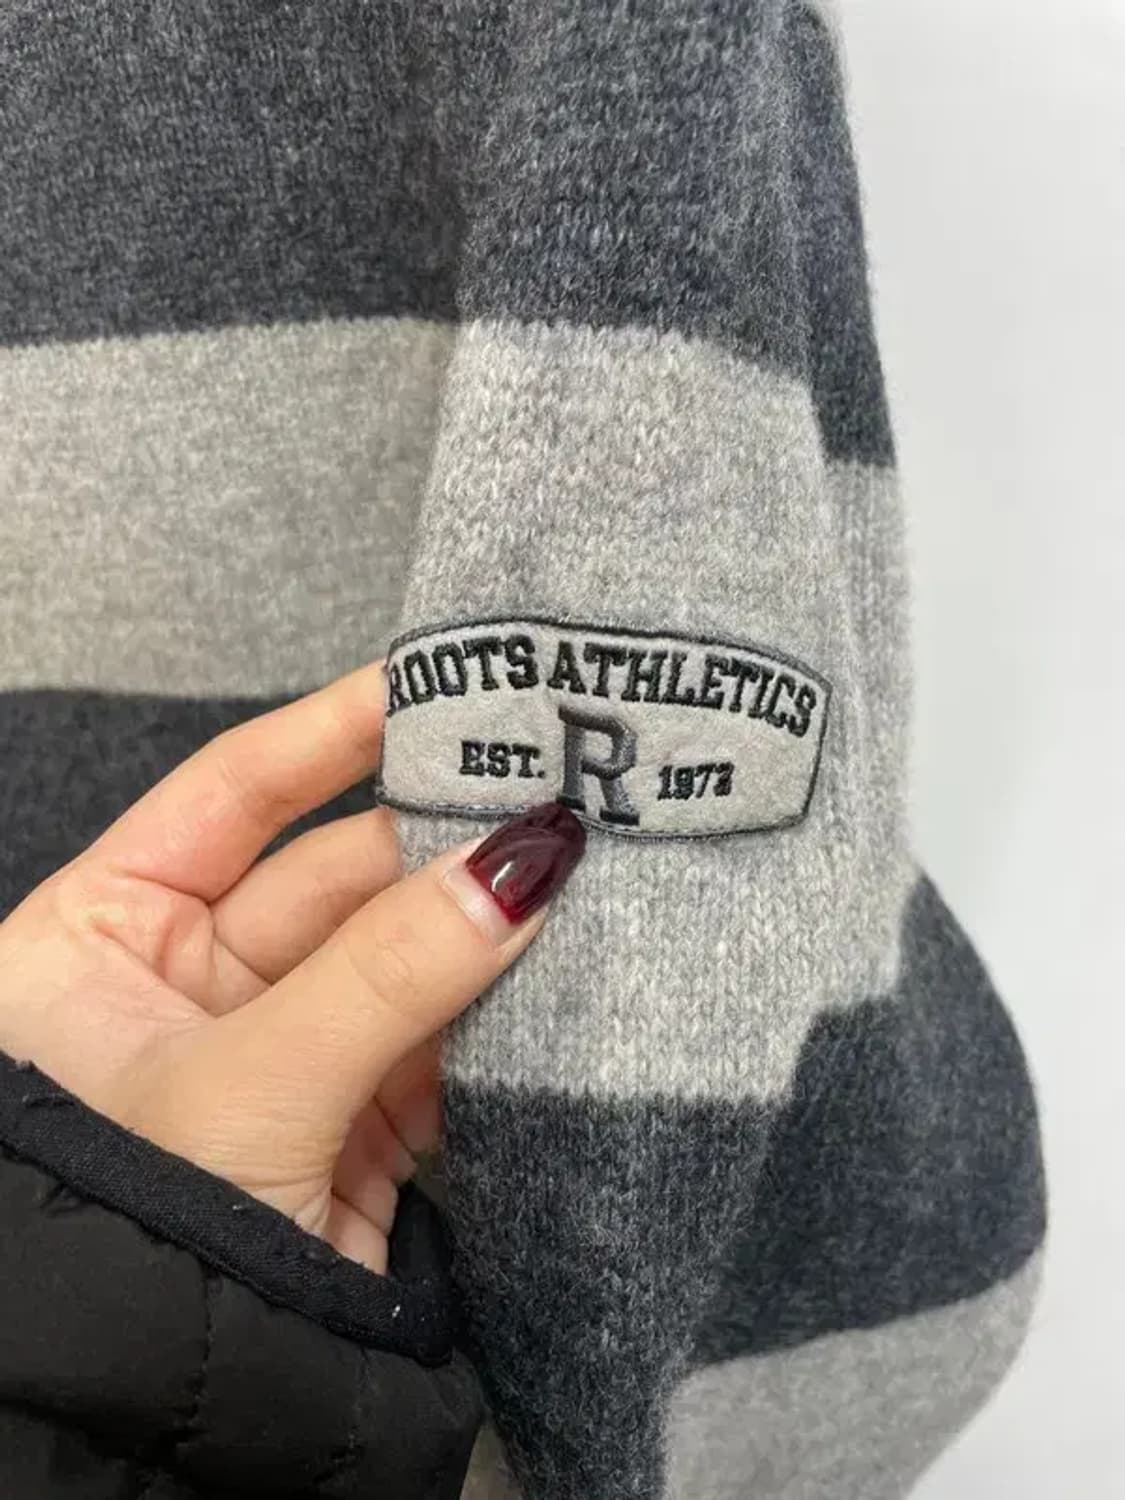 ROOTS ATHLETICS
EST. R 1973